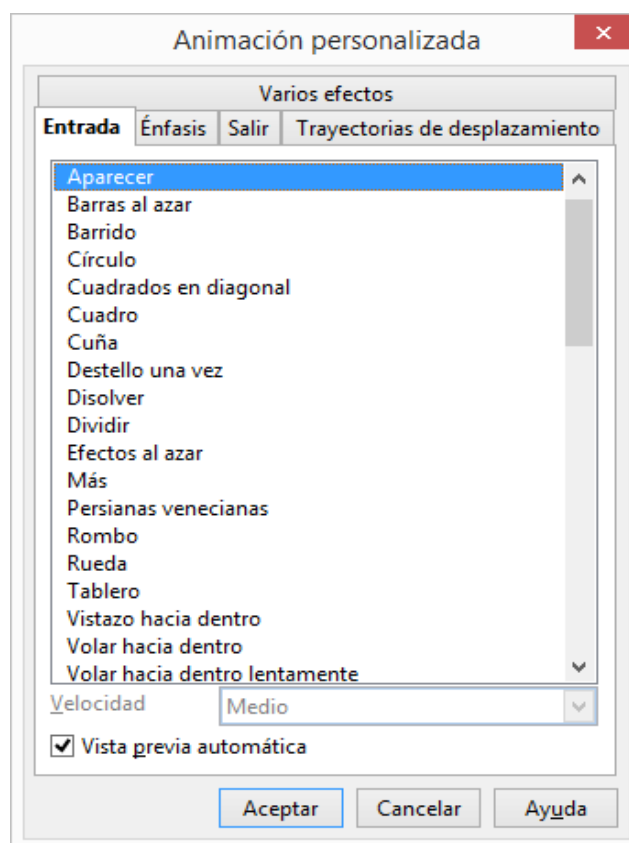 Animación personalizada
Varios efectos
Entrada Énfasis Salir Trayectorias de desplazamiento
Aparecer
Barras al azar
Barrido
Círculo
Cuadrados en diagonal
Cuadro
Cuña
Destello una vez
Disolver
Dividir
Efectos al azar
Más
Persianas venecianas
Rombo
Rueda
Tablero
Vistazo hacia dentro
Volar hacia dentro
Volar hacia dentro lentamente
Velocidad Medio
Vista previa automática
Aceptar Cancelar Ayuda